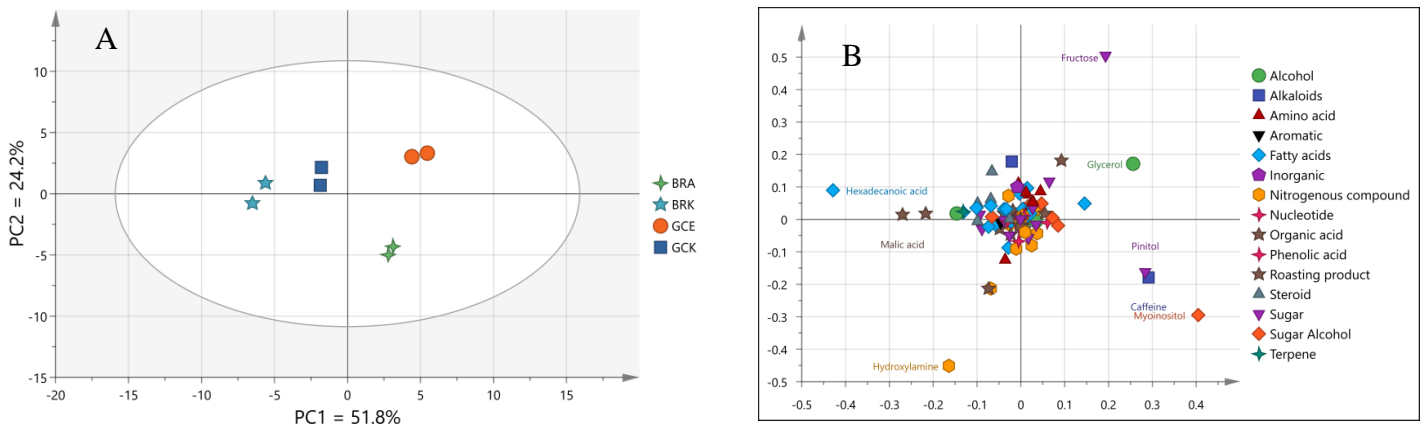 A
PC2 = 24.2%
10
5
0
-5
-10
-15
-20
-15
-10
-5
0
5
10
15
PC1 = 51.8%
BRA
BRK
GCE
GCK
B
0.5
0.4
0.3
0.2
0.1
0
-0.1
-0.2
-0.3
-0.4
-0.5
-0.5
-0.4
-0.3
-0.2
-0.1
0
0.1
0.2
0.3
0.4
Fructose
Glycerol
Hexadecanoic acid
Malic acid
Pinitol
Caffeine
Myoinositol
Hydroxylamine
Alcohol
Alkaloids
Amino acid
Aromatic
Fatty acids
Inorganic
Nitrogenous compound
Nucleotide
Organic acid
Phenolic acid
Roasting product
Steroid
Sugar
Sugar Alcohol
Terpene